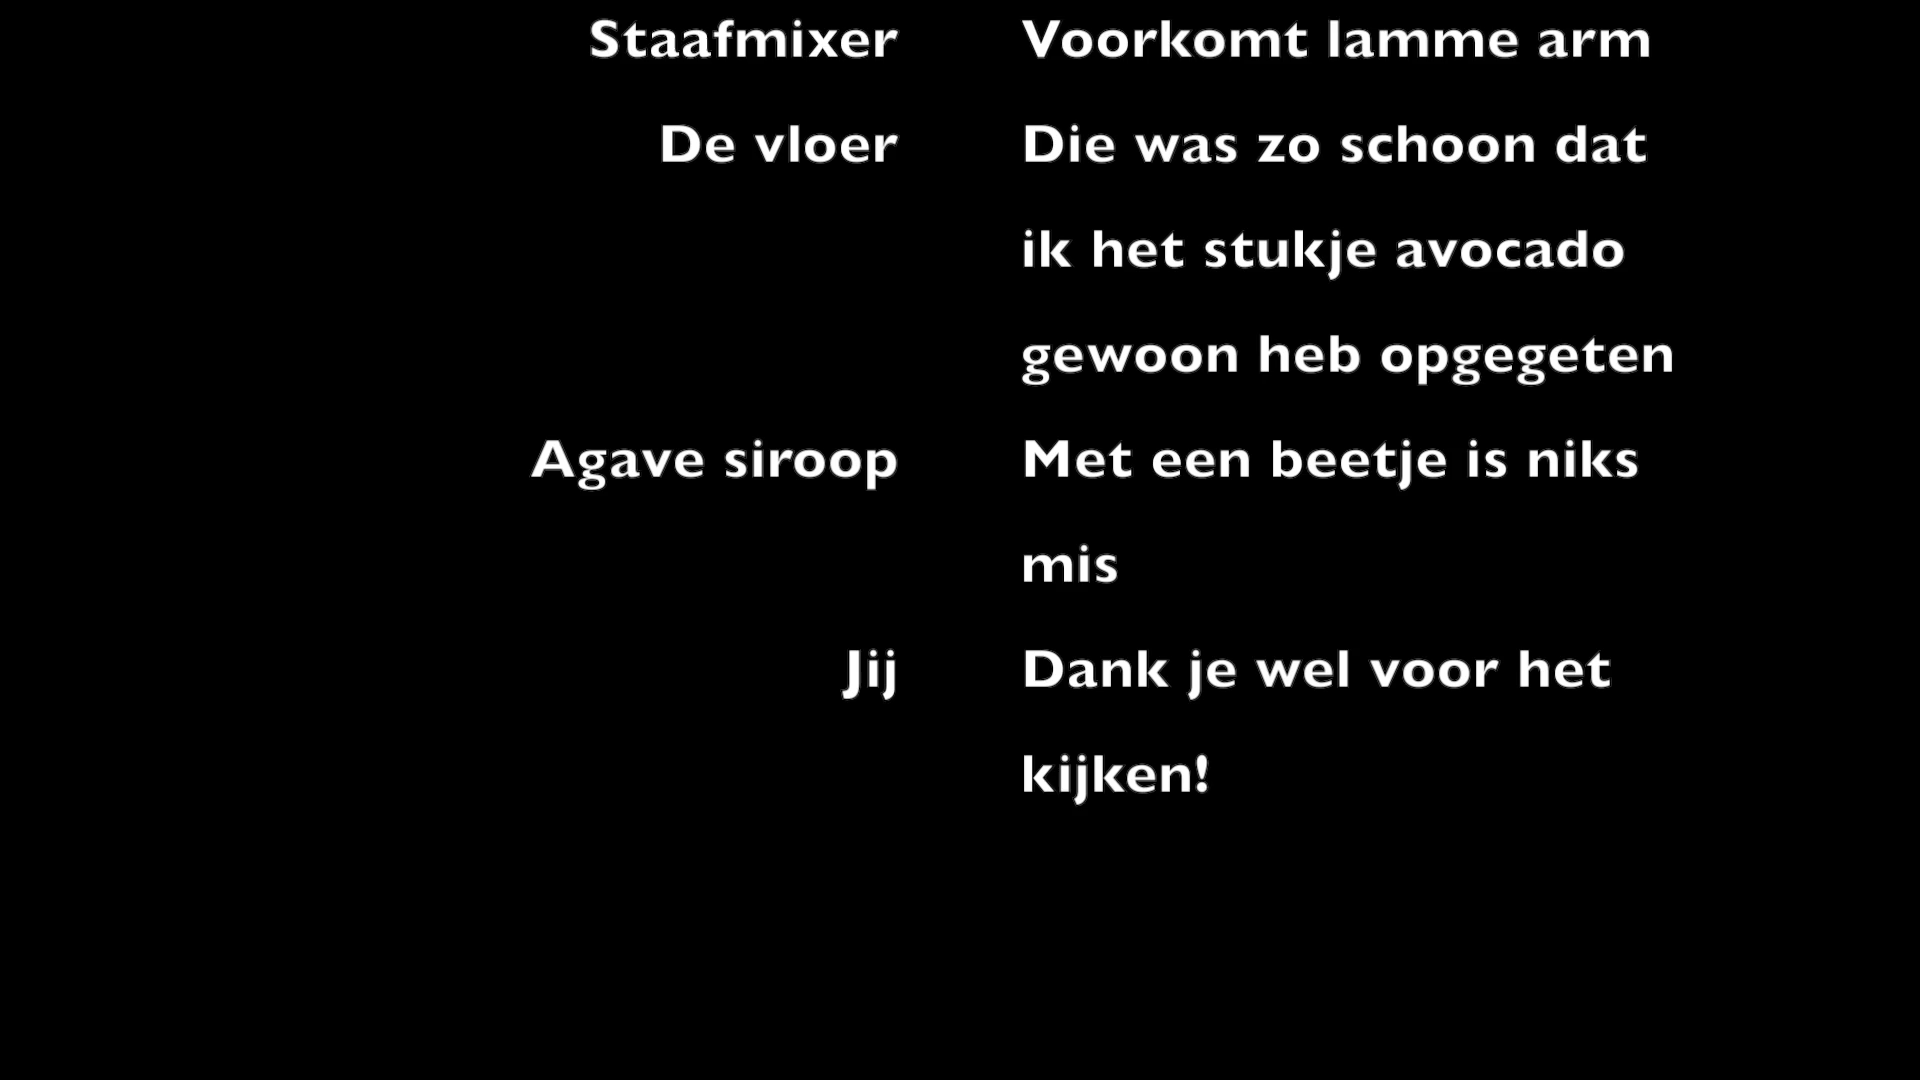 Staafmixer Voorkomt lamme arm
De vloer Die was zo schoon dat
ik het stukje avocado
gewoon heb opgegeten
Agave siroop Met een beetje is niks
mis
Jij Dank je wel voor het
kijken!